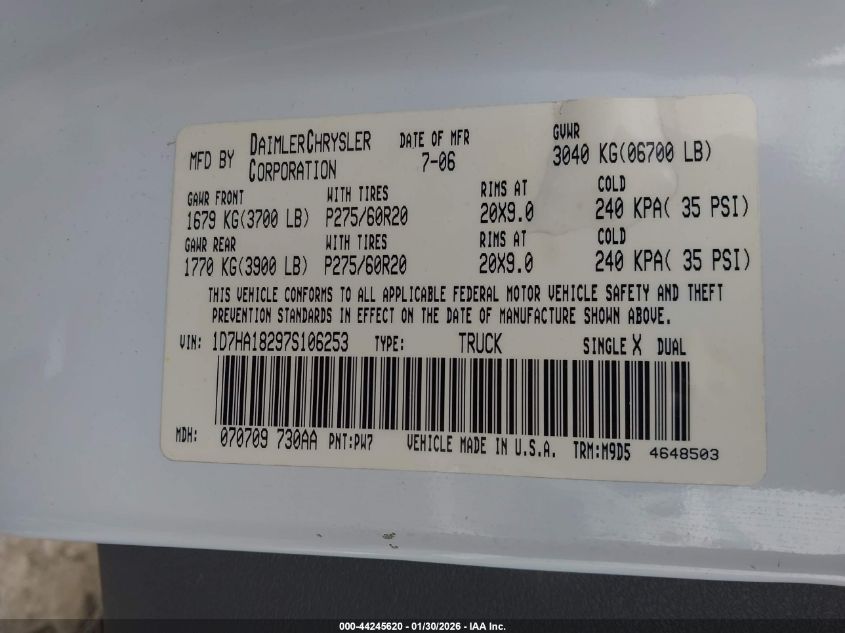 MFD BY DAIMLERCHRYSLER CORPORATION DATE OF MFR 7-06 GVWR 3040 KG(06700 LB)
GAWR FRONT WITH TIRES RIMS AT COLD
1679 KG(3700 LB) P275/60R20 20X9.0 240 KPA( 35 PSI)
GAWR REAR WITH TIRES RIMS AT COLD
1770 KG(3900 LB) P275/60R20 20X9.0 240 KPA( 35 PSI)
THIS VEHICLE CONFORMS TO ALL APPLICABLE FEDERAL MOTOR VEHICLE SAFETY AND THEFT
PREVENTION STANDARDS IN EFFECT ON THE DATE OF MANUFACTURE SHOWN ABOVE.
VIN: 1D7HA18297S106253 TYPE: TRUCK SINGLE X DUAL
MDH: 070709 730AA PNT:PW7 VEHICLE MADE IN U.S.A. TRM:M9D5 4648503
000-44245620 - 01/30/2026 - IAA Inc.